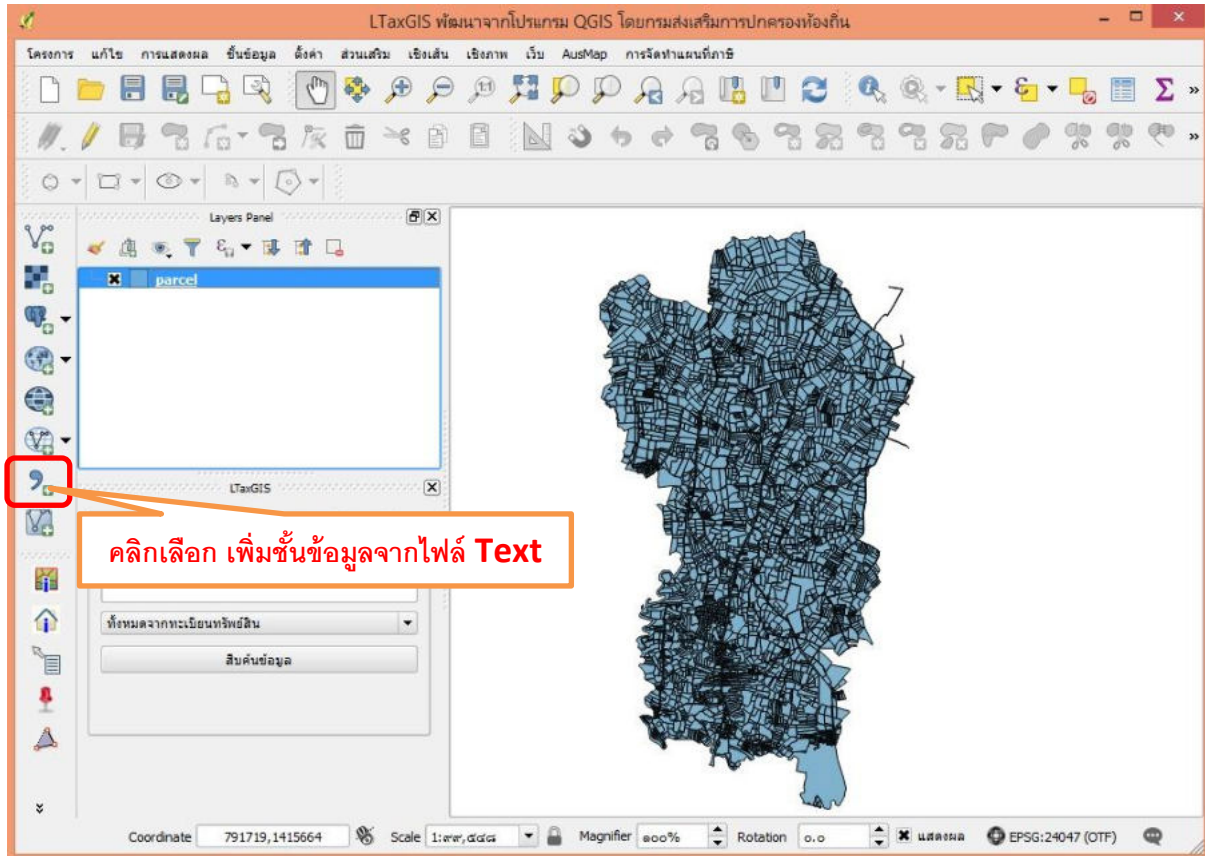 LTaxGIS พัฒนาจากโปรแกรม QGIS โดยกรมส่งเสริมการปกครองท้องถิ่น
โครงการ แก้ไข การแสดงผล ชั้นข้อมูล ตั้งค่า ส่วนเสริม เชิงเส้น เชิงภาพ เว็บ AusMap การจัดทำแผนที่ภาษี
Layers Panel
parcel
LTaxGIS
คลิกเลือก เพิ่มชั้นข้อมูลจากไฟล์ Text
ทั้งหมดจากทะเบียนทรัพย์สิน
สืบค้นข้อมูล
Coordinate 791719,1415664 Scale Magnifier ๑๐๐% Rotation ๐.๐ แสดงผล EPSG:24047 (OTF)